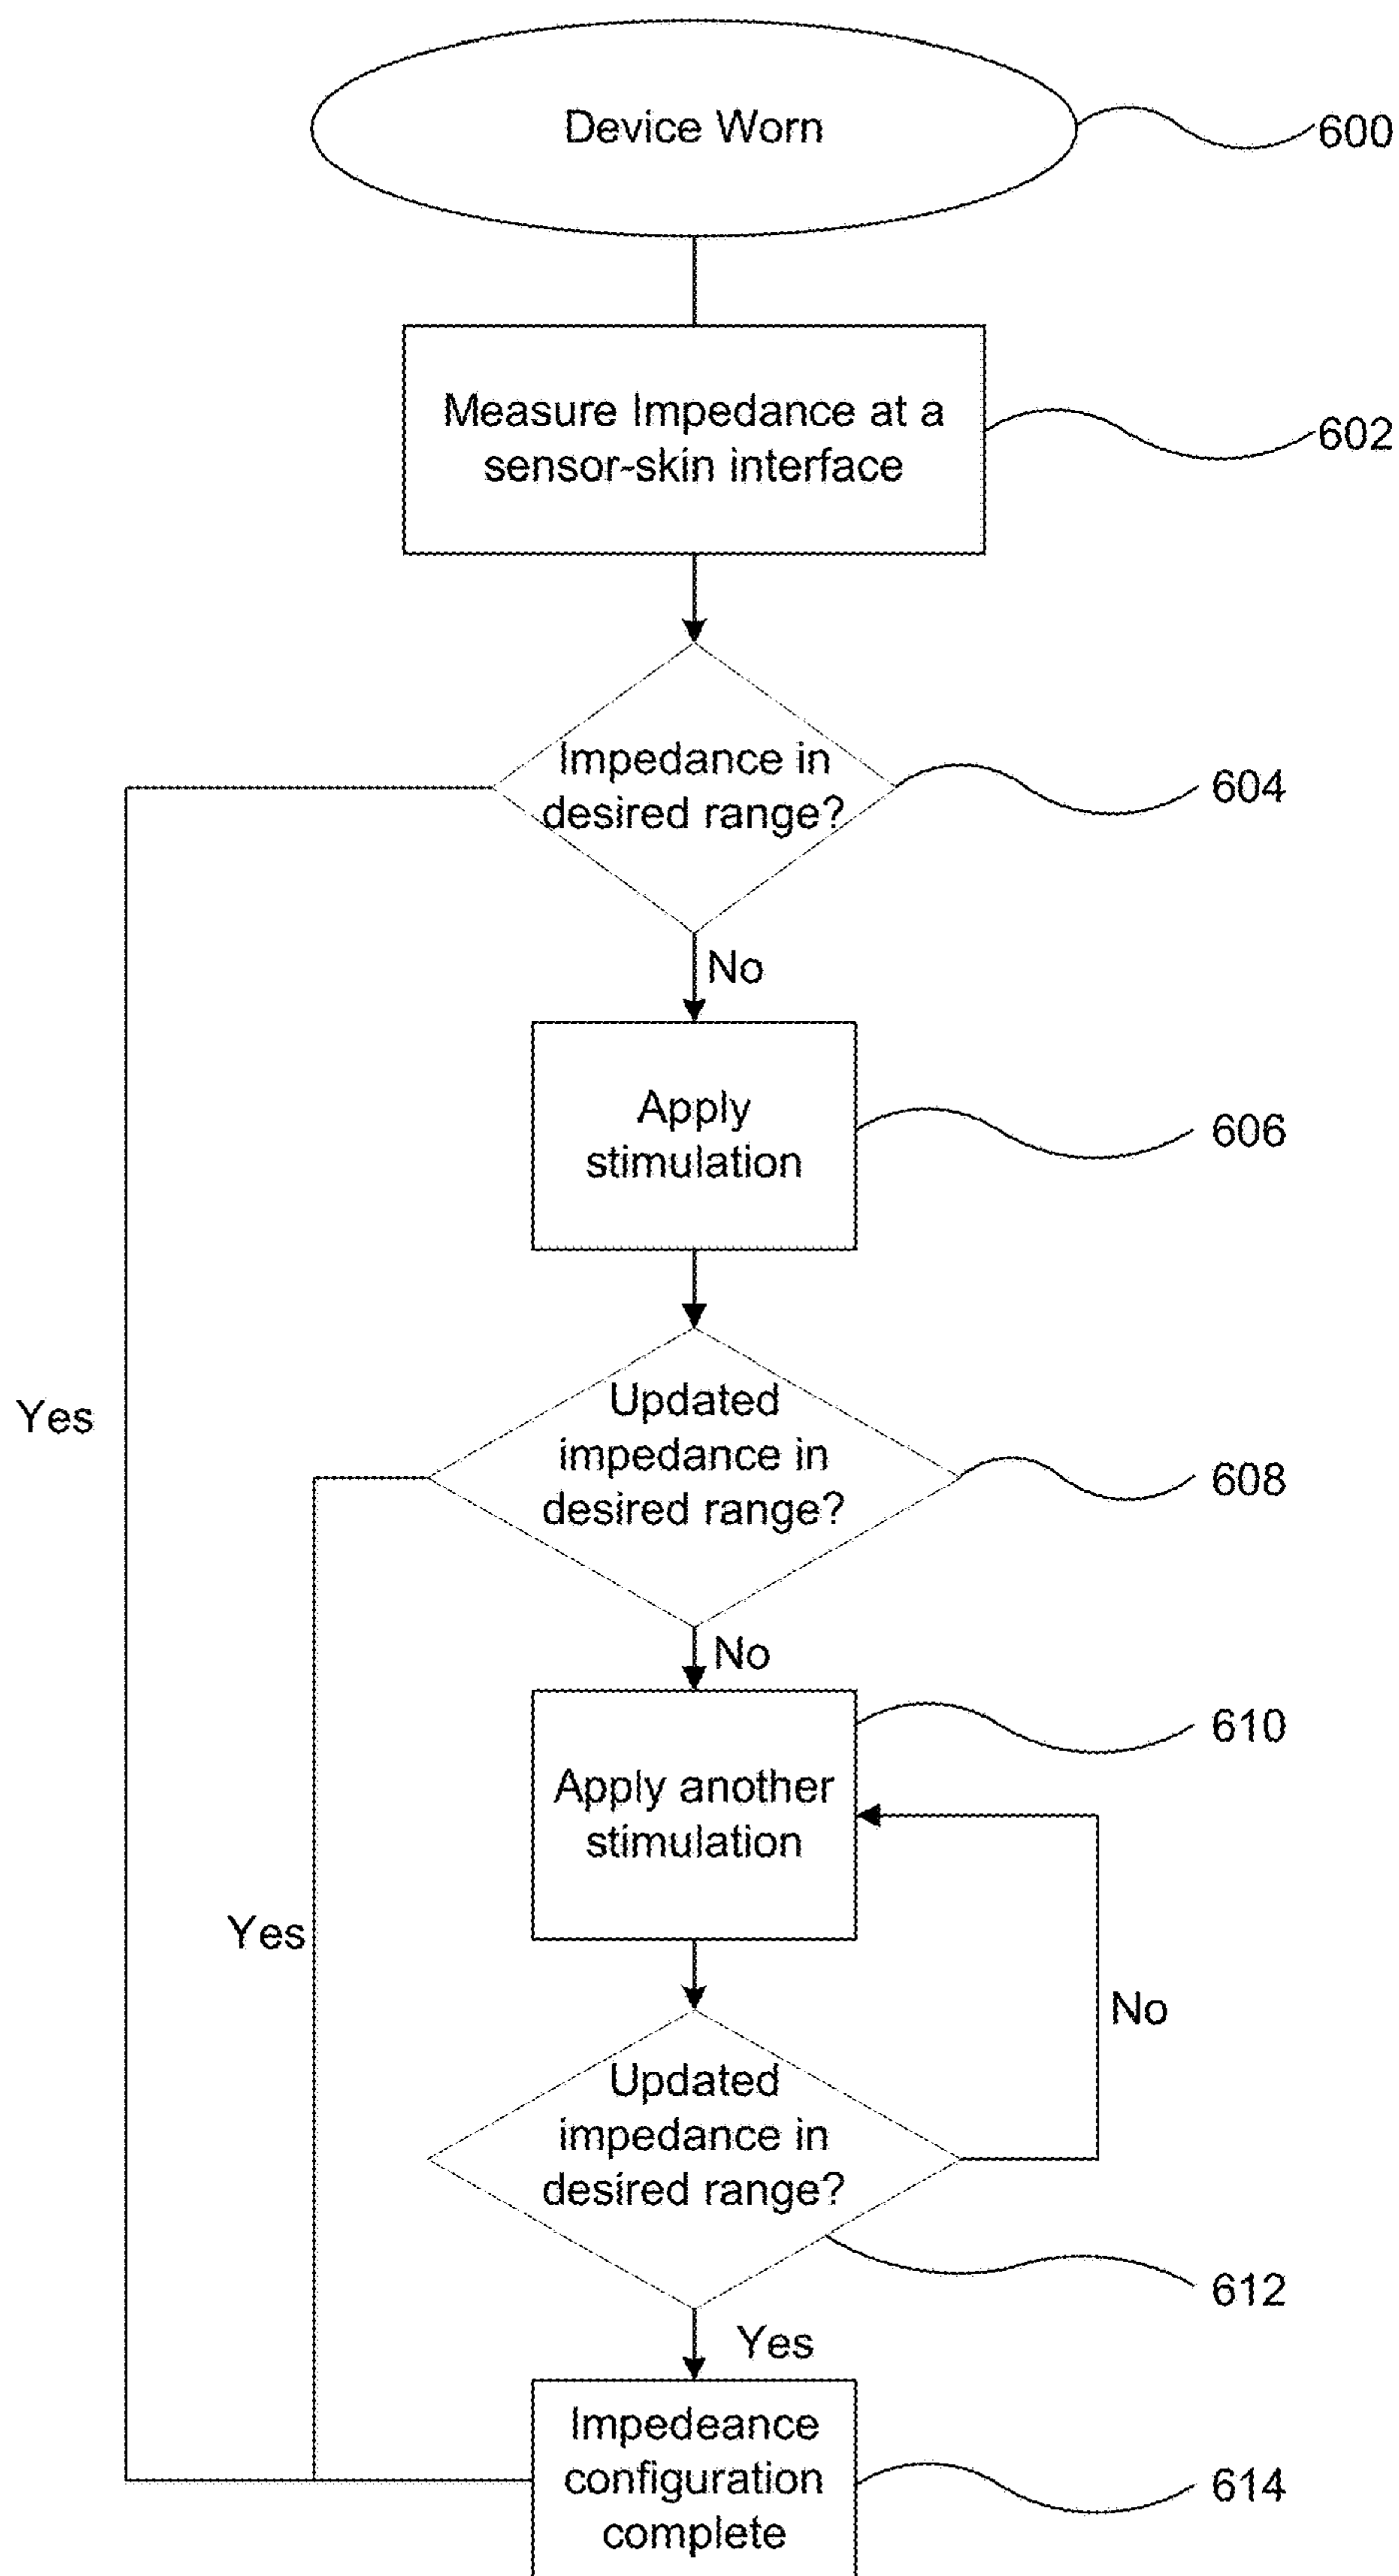 Device Worn
600
Measure Impedance at a
sensor-skin interface
602
Impedance in
desired range?
604
No
Apply
stimulation
606
Yes
Updated
impedance in
desired range?
608
No
610
Apply another
stimulation
Yes
No
Updated
impedance in
desired range?
612
Yes
Impedeance
configuration
complete
614